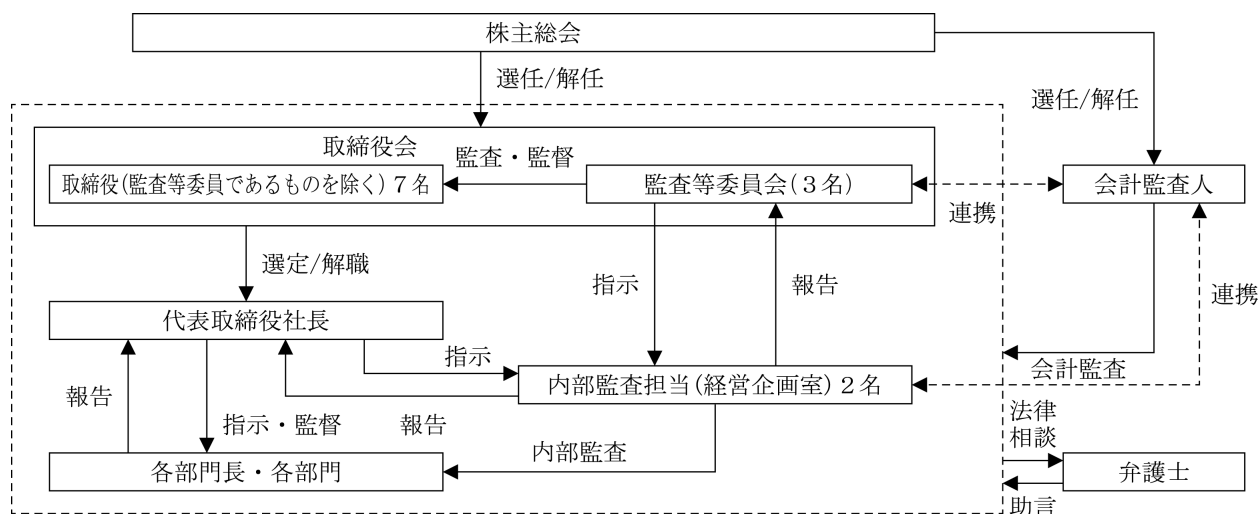 株主総会
選任/解任
選任/解任
取締役会
監査・監督
取締役(監査等委員であるものを除く)7名
監査等委員会(3名)
会計監査人
連携
選定/解職
指示
報告
連携
代表取締役社長
指示
会計監査
内部監査担当(経営企画室)2名
報告
指示・監督
報告
法律
相談
内部監査
各部門長・各部門
弁護士
助言